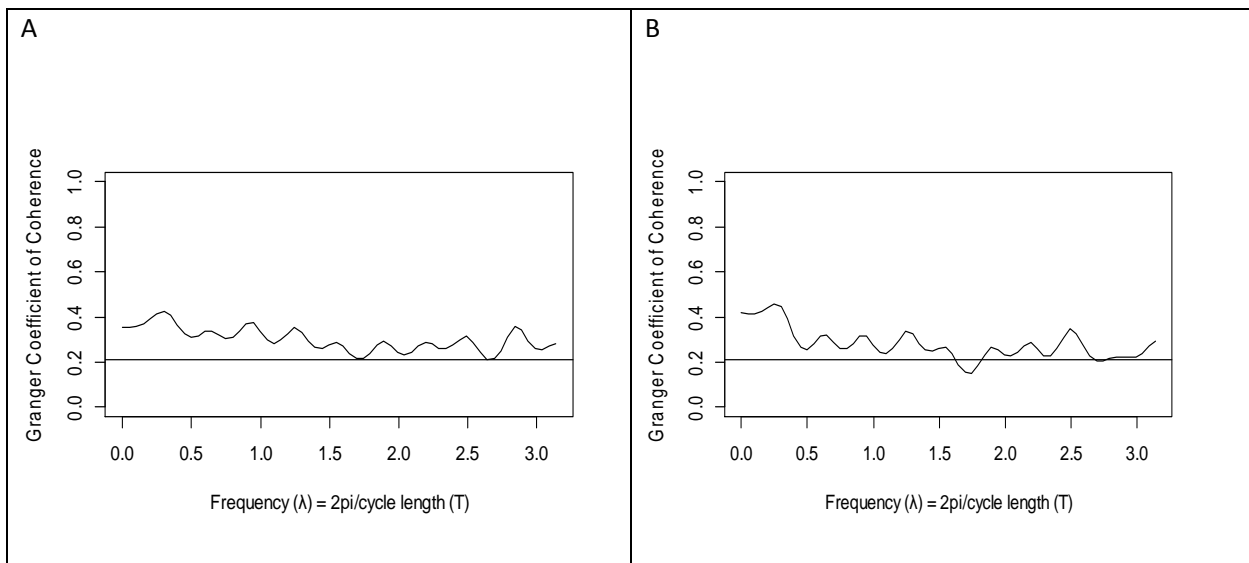 A
Granger Coefficient of Coherence
1.0
0.8
0.6
0.4
0.2
0.0
0.0 0.5 1.0 1.5 2.0 2.5 3.0
Frequency (λ) = 2pi/cycle length (T)
B
Granger Coefficient of Coherence
1.0
0.8
0.6
0.4
0.2
0.0
0.0 0.5 1.0 1.5 2.0 2.5 3.0
Frequency (λ) = 2pi/cycle length (T)